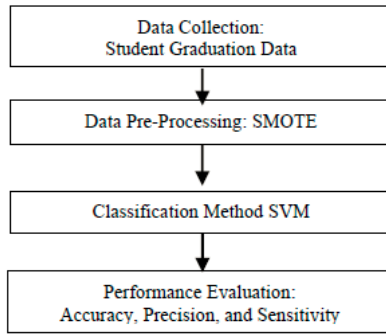 Data Collection:
Student Graduation Data
Data Pre-Processing: SMOTE
Classification Method SVM
Performance Evaluation:
Accuracy, Precision, and Sensitivity